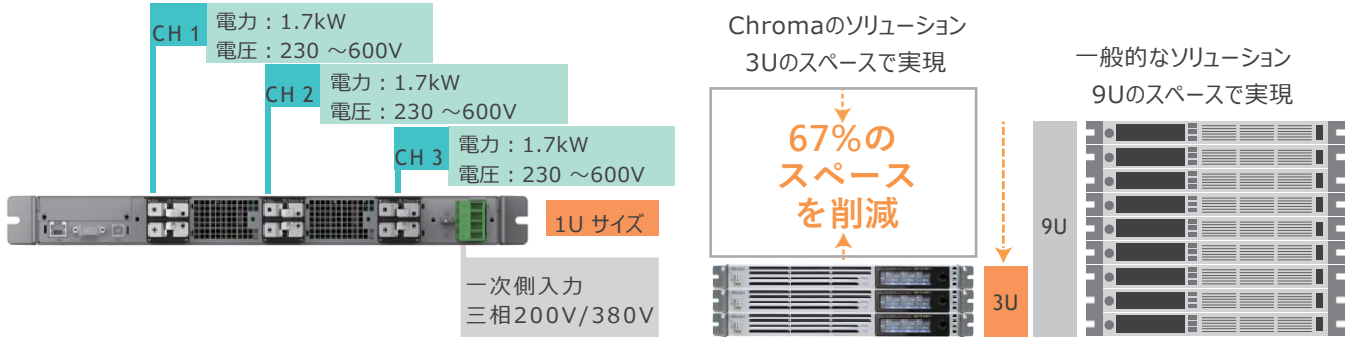 CH 1
電力：1.7kW
電圧：230 ～600V
CH 2
電力：1.7kW
電圧：230 ～600V
CH 3
電力：1.7kW
電圧：230 ～600V
1U サイズ
一次側入力
三相200V/380V
Chromaのソリューション
3Uのスペースで実現
67%の
スペース
を削減
3U
一般的なソリューション
9Uのスペースで実現
9U